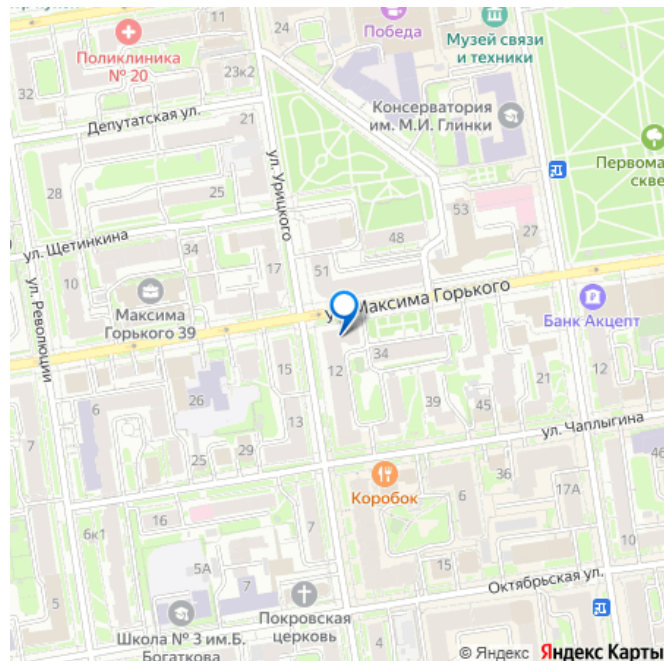 11
24
Победа
Музей связи
и техники
Поликлиника
№ 20
23к2
32
Депутатская ул.
21
Консерватория
им. М.И. Глинки
28
25
ул. Урицкого
53
27
ул. Щетинкина
34
48
10
17
51
ул. Революции
Максима
Горького 39
Максима Горького
Банк Акцепт
15
34
12
21
12
6
26
39
45
13
29
25
ул. Чаплыгина
36
46
Коробок
6
17А
16
6к1
7
10
5А
15
7
Октябрьская ул.
5
Покровская
церковь
4
Школа № 3 им.Б.
Богаткова
© Яндекс Яндекс Карты